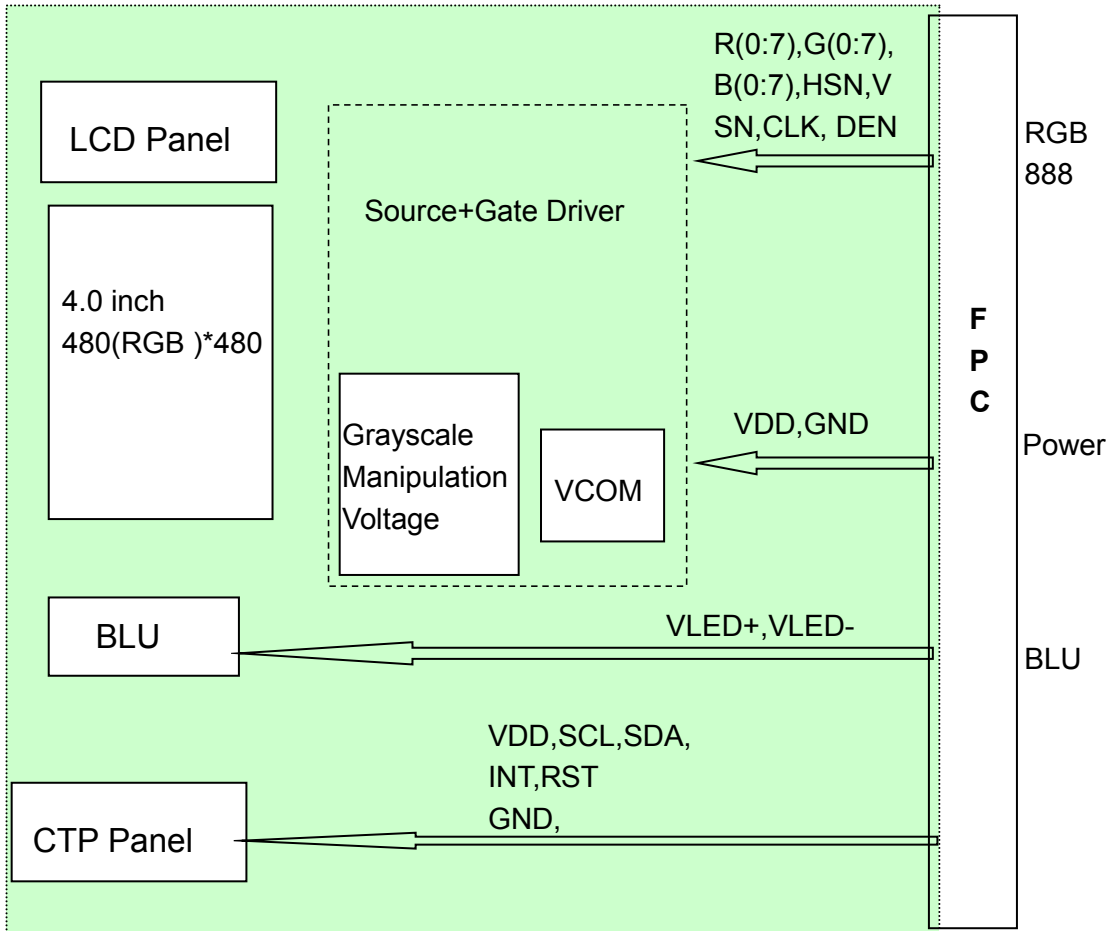 R(0:7),G(0:7),
B(0:7),HSN,V
SN,CLK, DEN
RGB
888
LCD Panel
Source+Gate Driver
4.0 inch
480(RGB )*480
F
P
C
Grayscale
Manipulation
Voltage
VCOM
VDD,GND
Power
BLU
VLED+,VLED-
BLU
VDD,SCL,SDA,
INT,RST
GND,
CTP Panel